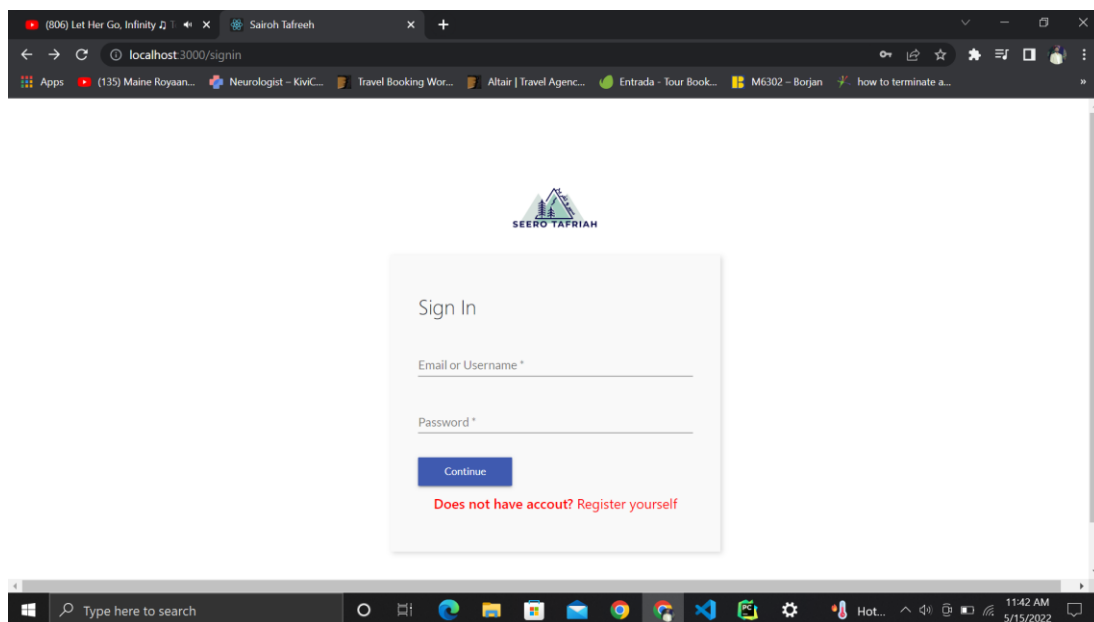 (806) Let Her Go, Infinity
Sairoh Tafreeh
localhost:3000/signin
Apps
(135) Maine Royaan...
Neurologist – KiviC...
Travel Booking Wor...
Altair | Travel Agenc...
Entrada - Tour Book...
M6302 – Borjan
how to terminate a...
»
SEERO TAFRIAH
Sign In
Email or Username *
Password *
Continue
Does not have accout? Register yourself
Type here to search
Hot...
11:42 AM
5/15/2022